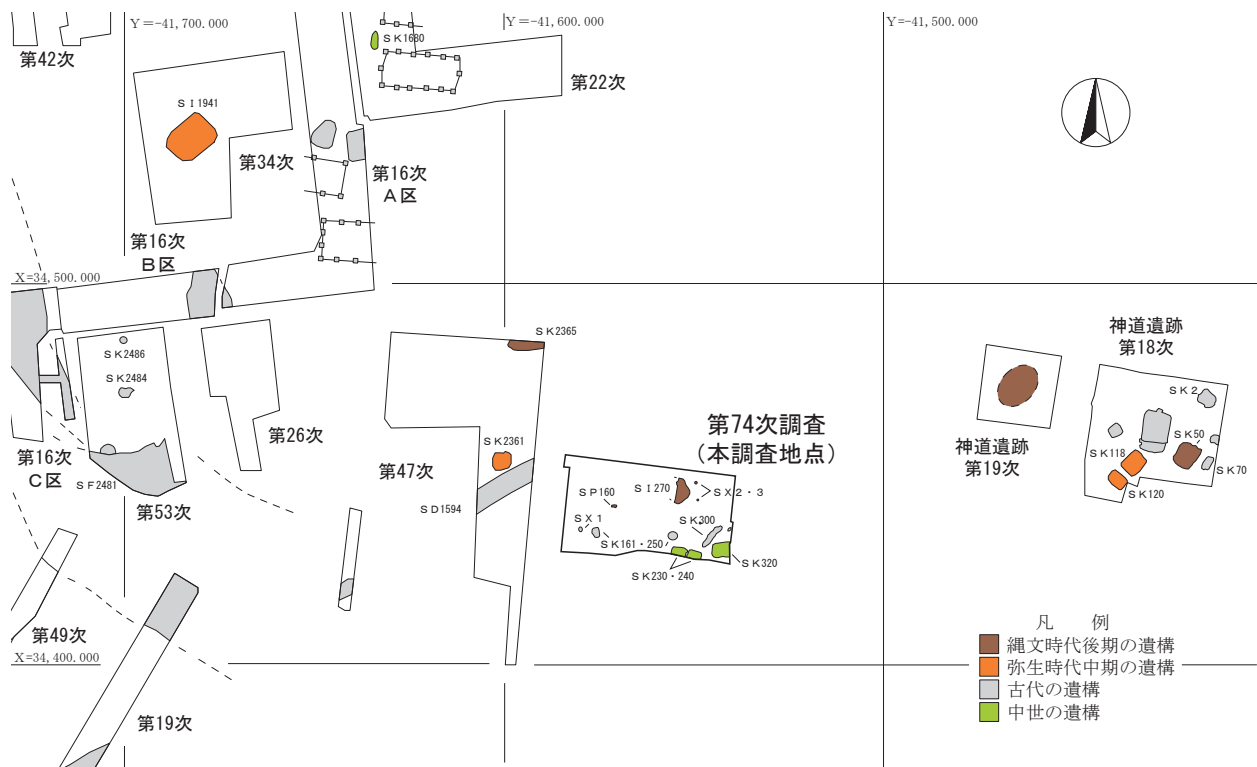 Y＝-41,700.000
Y＝-41,600.000
Y=-41,500.000
第42次
ＳＫ1680
第22次
ＳＩ1941
第34次
第16次
Ａ区
第16次
Ｂ区
X=34,500.000
ＳＫ2486
ＳＫ2484
第16次
Ｃ区
ＳＦ2481
第53次
第26次
ＳＫ2365
ＳＫ2361
第47次
ＳＤ1594
第74次調査
（本調査地点）
ＳＰ160
ＳＩ270
ＳＸ2・3
ＳＸ1
ＳＫ161・250
ＳＫ300
ＳＫ230・240
ＳＫ320
神道遺跡
第19次
神道遺跡
第18次
ＳＫ2
ＳＫ50
ＳＫ118
ＳＫ70
ＳＫ120
第49次
X=34,400.000
第19次
凡　例
縄文時代後期の遺構
弥生時代中期の遺構
古代の遺構
中世の遺構